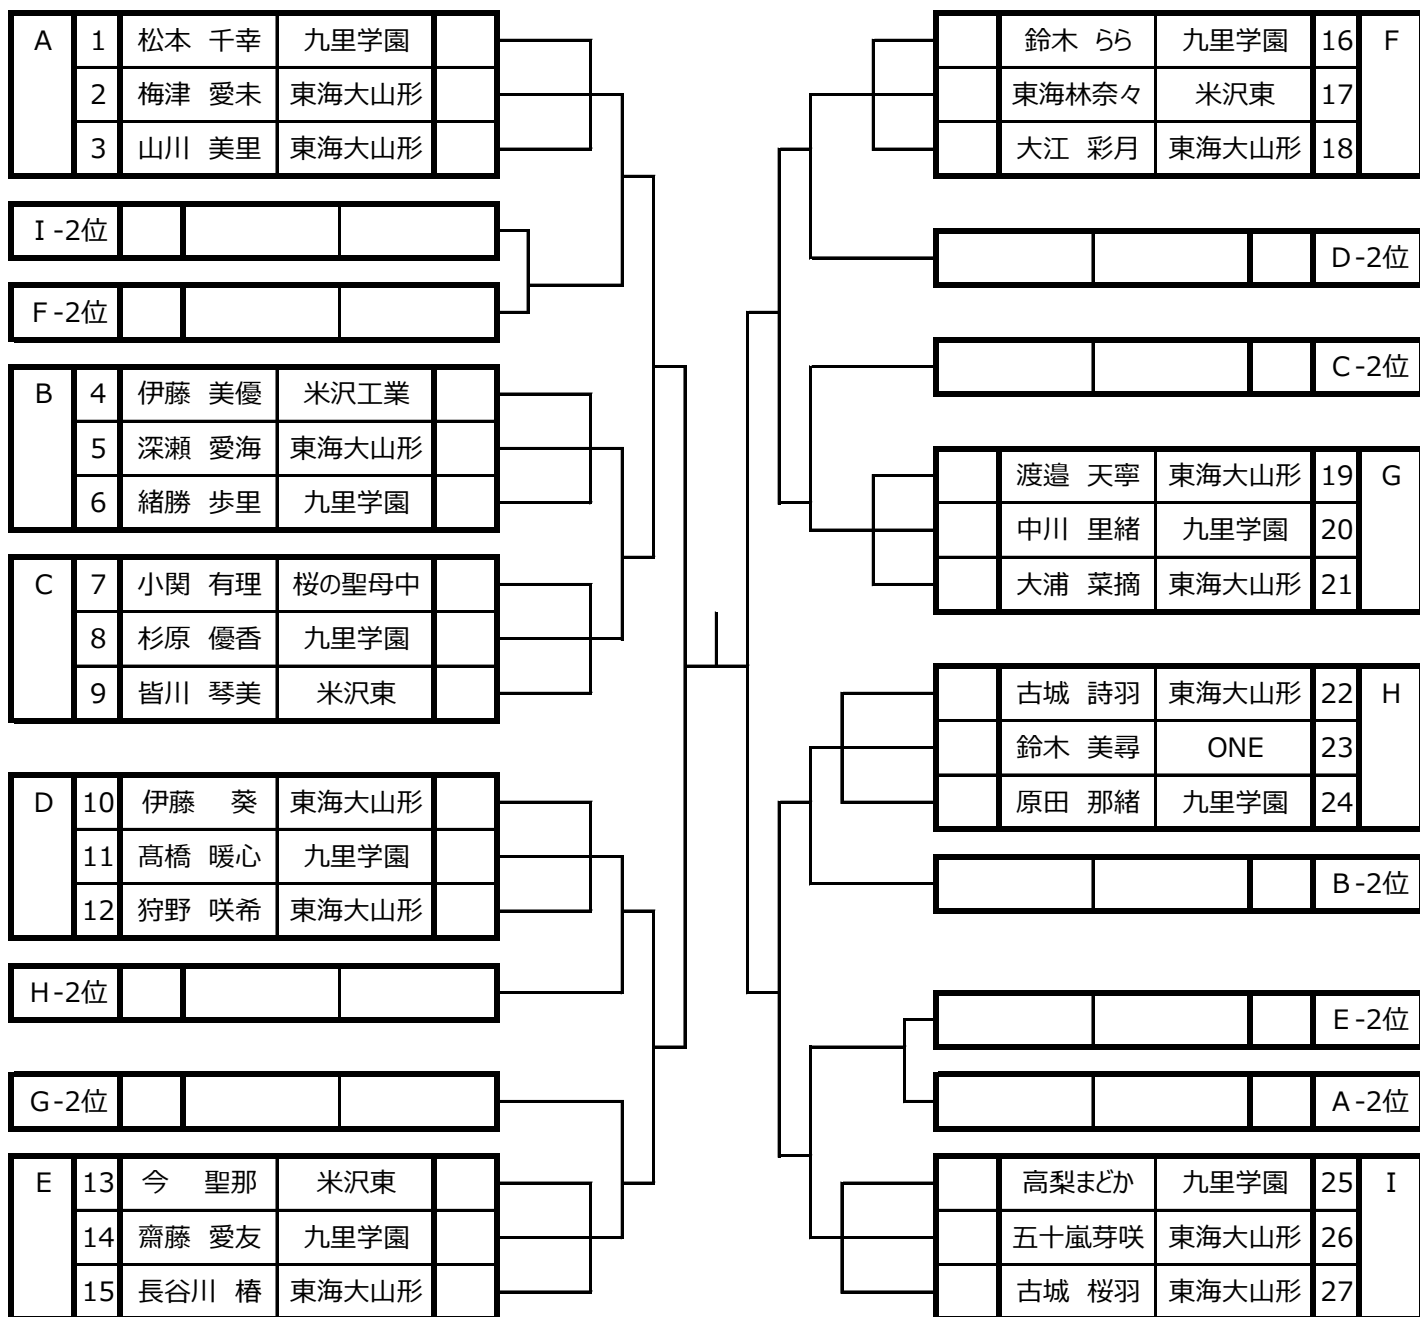 A 1 松本 千幸 九里学園
2 梅津 愛未 東海大山形
3 山川 美里 東海大山形
I-2位
F-2位
B 4 伊藤 美優 米沢工業
5 深瀬 愛海 東海大山形
6 緒勝 歩里 九里学園
C 7 小関 有理 桜の聖母中
8 杉原 優香 九里学園
9 皆川 琴美 米沢東
D 10 伊藤 葵 東海大山形
11 髙橋 暖心 九里学園
12 狩野 咲希 東海大山形
H-2位
G-2位
E 13 今 聖那 米沢東
14 齋藤 愛友 九里学園
15 長谷川 椿 東海大山形
鈴木 らら 九里学園 16 F
東海林奈々 米沢東 17
大江 彩月 東海大山形 18
D-2位
C-2位
渡邉 天寧 東海大山形 19 G
中川 里緒 九里学園 20
大浦 菜摘 東海大山形 21
古城 詩羽 東海大山形 22 H
鈴木 美尋 ONE 23
原田 那緒 九里学園 24
B-2位
E-2位
A-2位
高梨まどか 九里学園 25 I
五十嵐芽咲 東海大山形 26
古城 桜羽 東海大山形 27